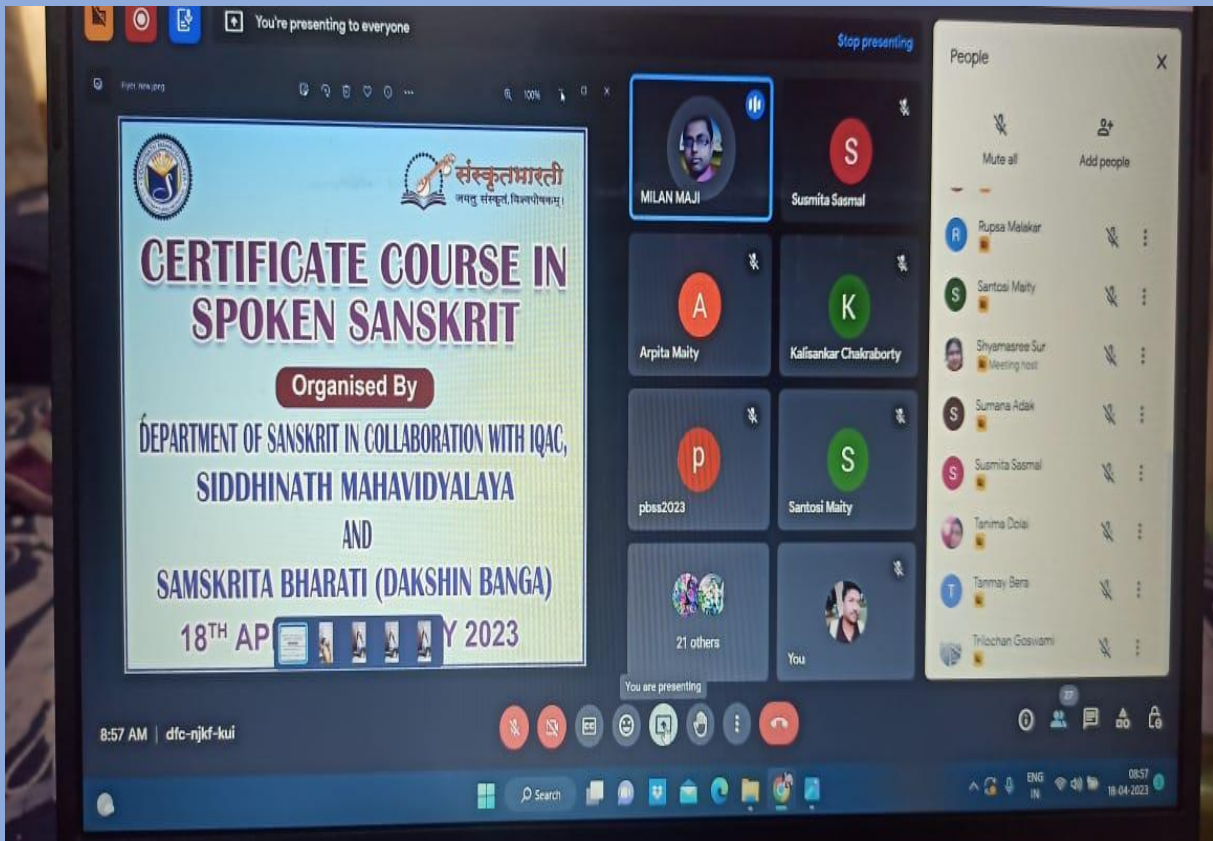 You're presenting to everyone
Stop presenting
100%
संस्कृतभारती
जयतु संस्कृतं, विश्वपोषकम्।
CERTIFICATE COURSE IN
SPOKEN SANSKRIT
Organised By
DEPARTMENT OF SANSKRIT IN COLLABORATION WITH IQAC,
SIDDHINATH MAHAVIDYALAYA
AND
SAMSKRITA BHARATI (DAKSHIN BANGA)
18TH AP Y 2023
MILAN MAJI
S
Susmita Sasmal
A
Arpita Maity
K
Kalisankar Chakraborty
p
pbss2023
S
Santosi Maity
21 others
You
People
Mute all
Add people
R
Rupsa Malakar
S
Santosi Maity
Shyamasree Sur
Meeting host
S
Sumana Adak
S
Susmita Sasmal
Tanima Dolai
T
Tanmay Bera
Trilochan Goswami
You are presenting
8:57 AM | dfc-njkf-kui
CC
27
Search
ENG
IN
08:57
18-04-2023